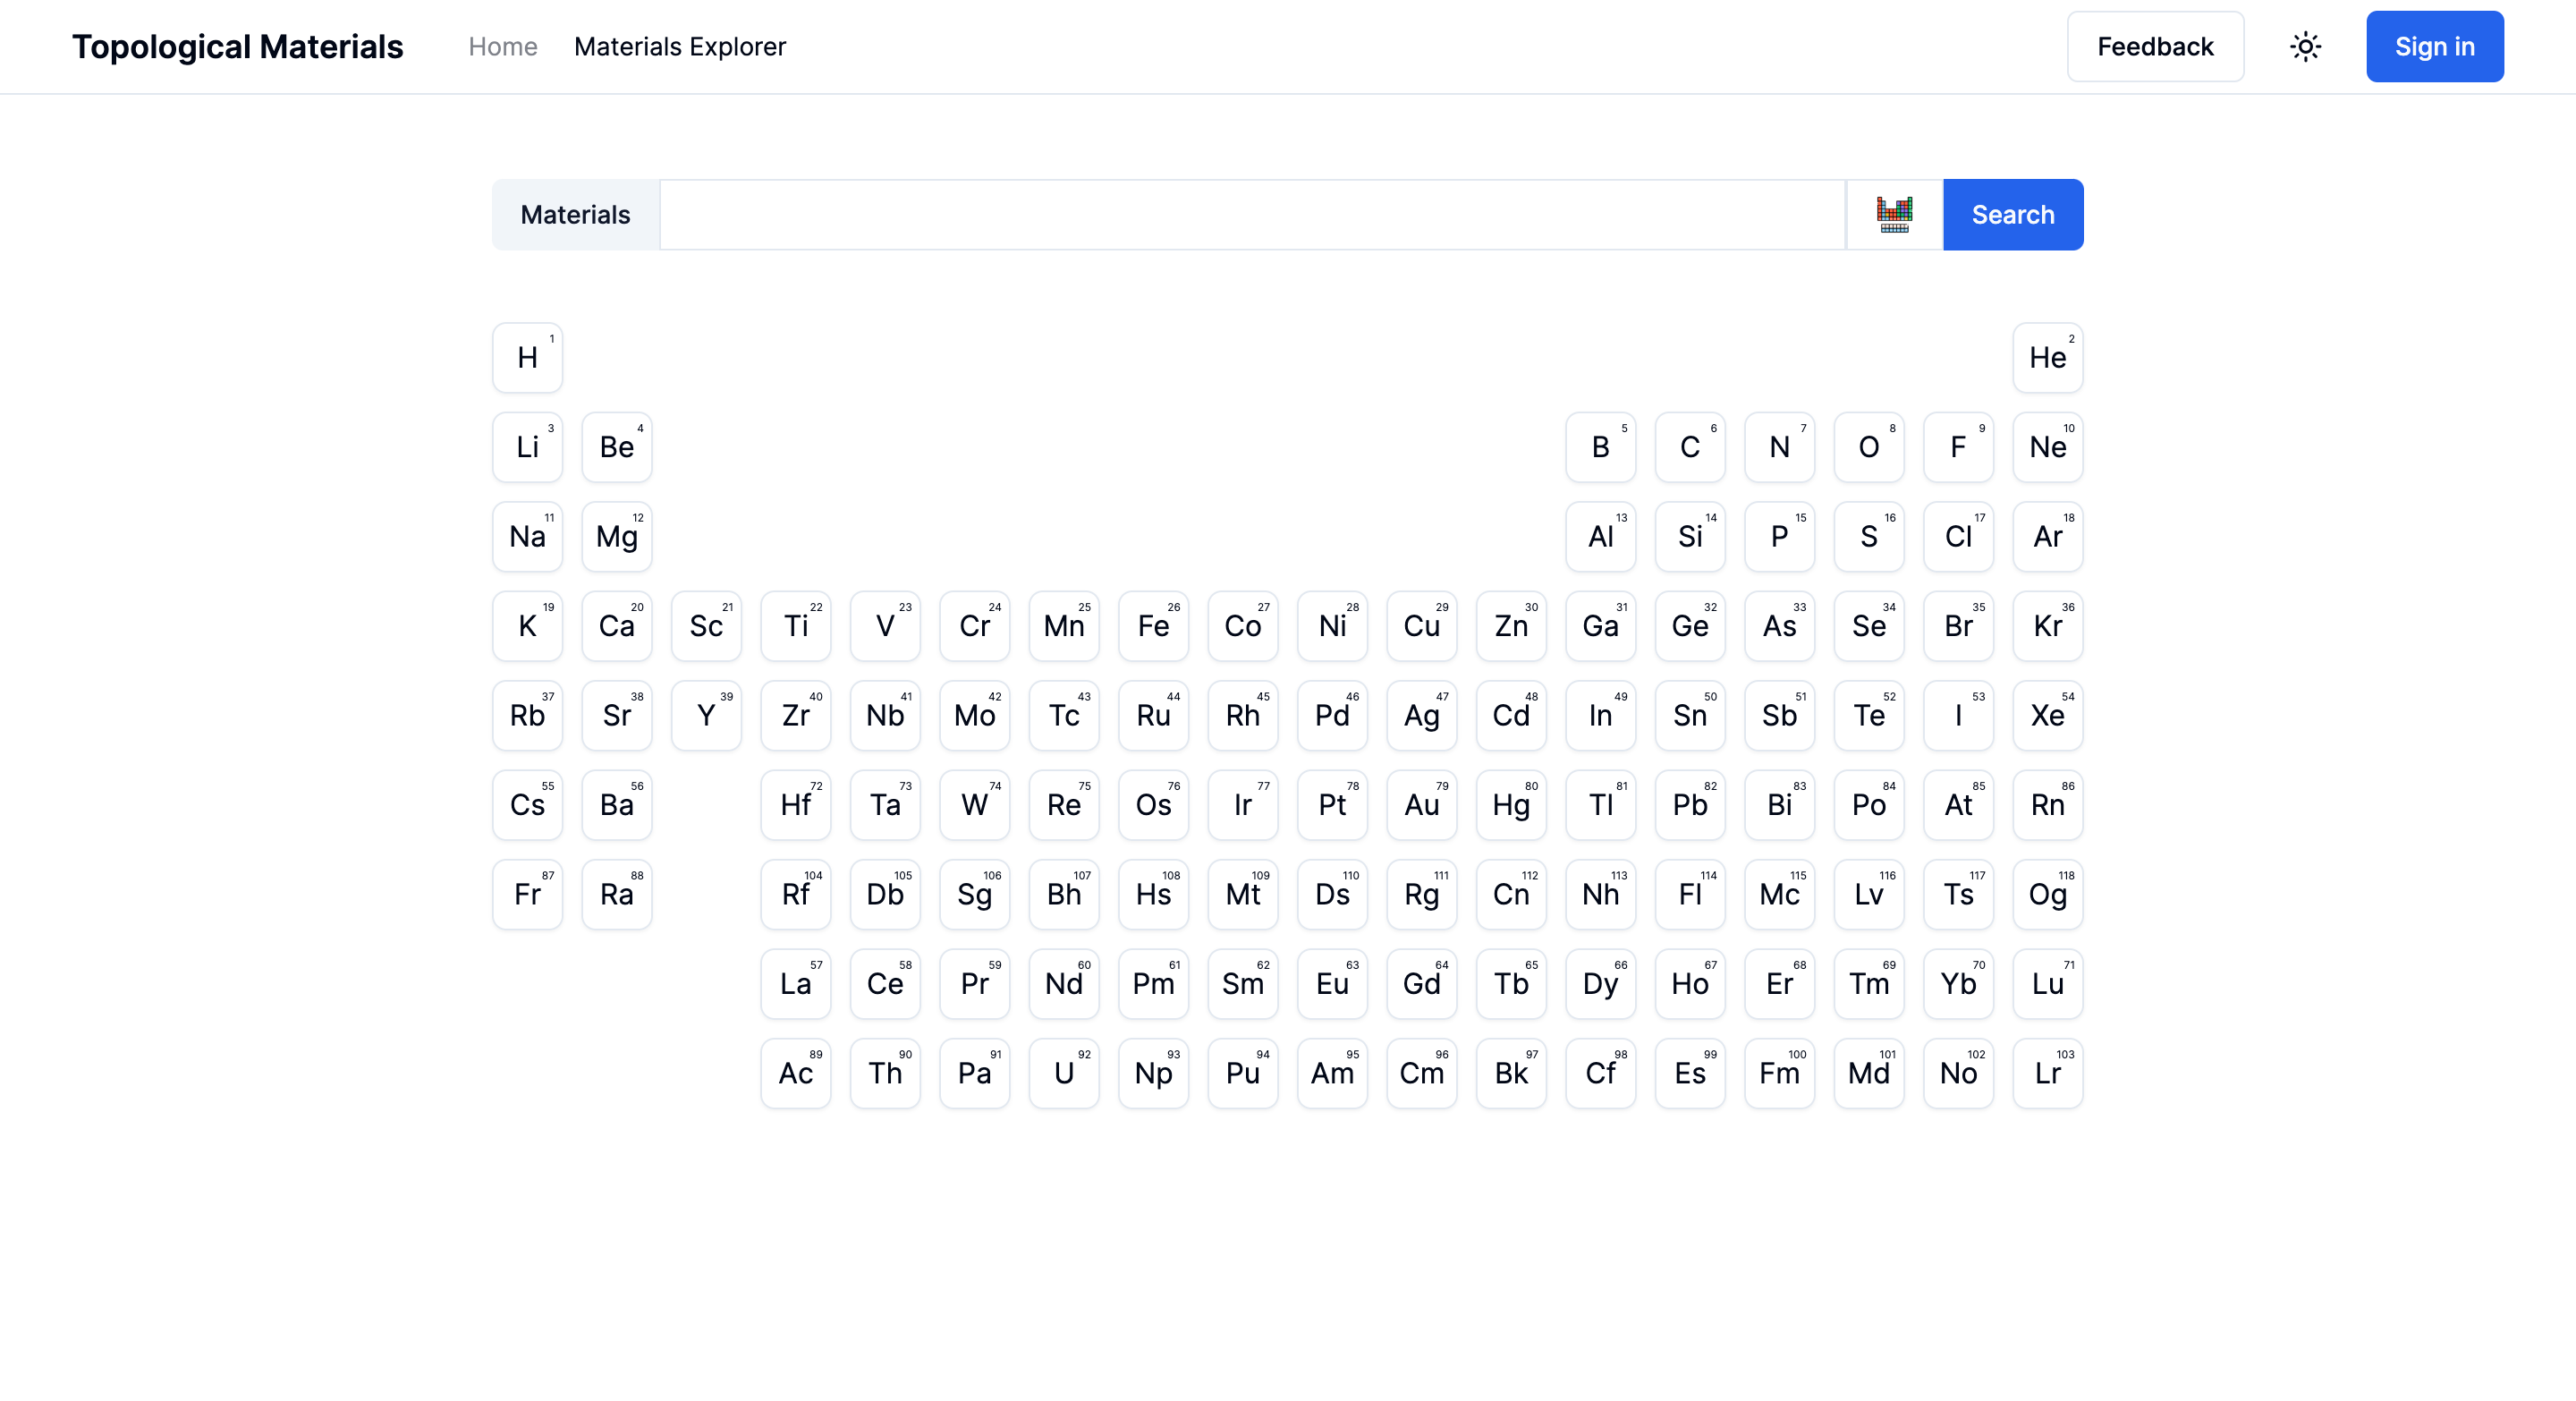 Topological Materials Home Materials Explorer Feedback Sign in
Materials Search
H 1 He 2
Li 3 Be 4 B 5 C 6 N 7 O 8 F 9 Ne 10
Na 11 Mg 12 Al 13 Si 14 P 15 S 16 Cl 17 Ar 18
K 19 Ca 20 Sc 21 Ti 22 V 23 Cr 24 Mn 25 Fe 26 Co 27 Ni 28 Cu 29 Zn 30 Ga 31 Ge 32 As 33 Se 34 Br 35 Kr 36
Rb 37 Sr 38 Y 39 Zr 40 Nb 41 Mo 42 Tc 43 Ru 44 Rh 45 Pd 46 Ag 47 Cd 48 In 49 Sn 50 Sb 51 Te 52 I 53 Xe 54
Cs 55 Ba 56 Hf 72 Ta 73 W 74 Re 75 Os 76 Ir 77 Pt 78 Au 79 Hg 80 Tl 81 Pb 82 Bi 83 Po 84 At 85 Rn 86
Fr 87 Ra 88 Rf 104 Db 105 Sg 106 Bh 107 Hs 108 Mt 109 Ds 110 Rg 111 Cn 112 Nh 113 Fl 114 Mc 115 Lv 116 Ts 117 Og 118
La 57 Ce 58 Pr 59 Nd 60 Pm 61 Sm 62 Eu 63 Gd 64 Tb 65 Dy 66 Ho 67 Er 68 Tm 69 Yb 70 Lu 71
Ac 89 Th 90 Pa 91 U 92 Np 93 Pu 94 Am 95 Cm 96 Bk 97 Cf 98 Es 99 Fm 100 Md 101 No 102 Lr 103